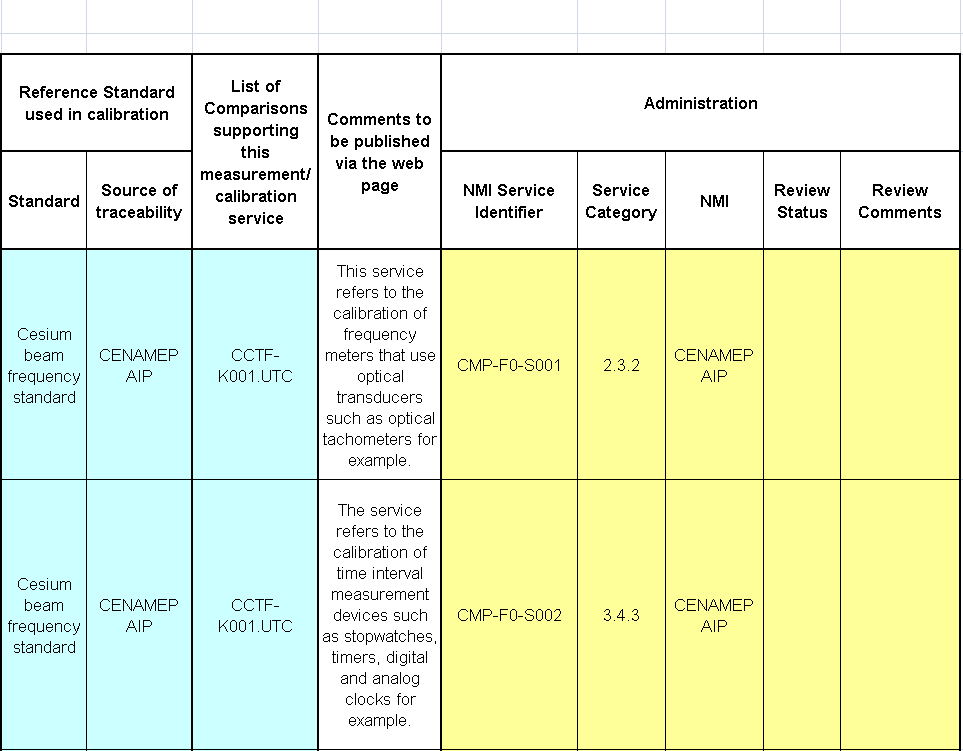 Reference Standard
used in calibration
List of
Comparisons
supporting
this
measurement/
calibration
service
Comments to
be published
via the web
page
Administration
Standard
Source of
traceability
NMI Service
Identifier
Service
Category
NMI
Review
Status
Review
Comments
Cesium
beam
frequency
standard
CENAMEP
AIP
CCTF-
K001.UTC
This service
refers to the
calibration of
frequency
meters that use
optical
transducers
such as optical
tachometers for
example.
CMP-F0-S001
2.3.2
CENAMEP
AIP
Cesium
beam
frequency
standard
CENAMEP
AIP
CCTF-
K001.UTC
The service
refers to the
calibration of
time interval
measurement
devices such
as stopwatches,
timers, digital
and analog
clocks for
example.
CMP-F0-S002
3.4.3
CENAMEP
AIP